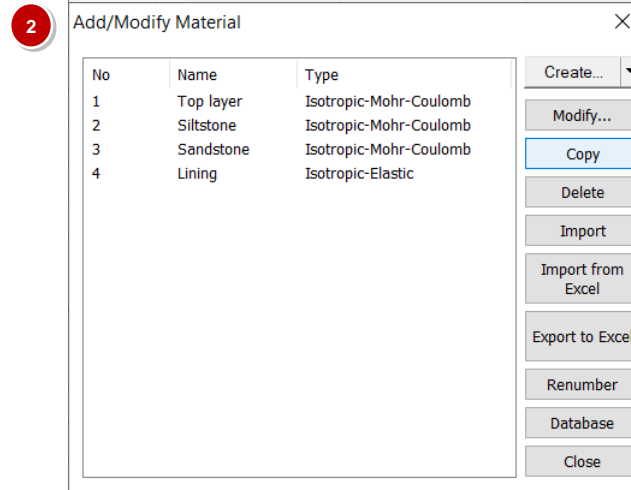 2
Add/Modify Material
No Name Type
1 Top layer Isotropic-Mohr-Coulomb
2 Siltstone Isotropic-Mohr-Coulomb
3 Sandstone Isotropic-Mohr-Coulomb
4 Lining Isotropic-Elastic
Create...
Modify...
Copy
Delete
Import
Import from
Excel
Export to Excel
Renumber
Database
Close